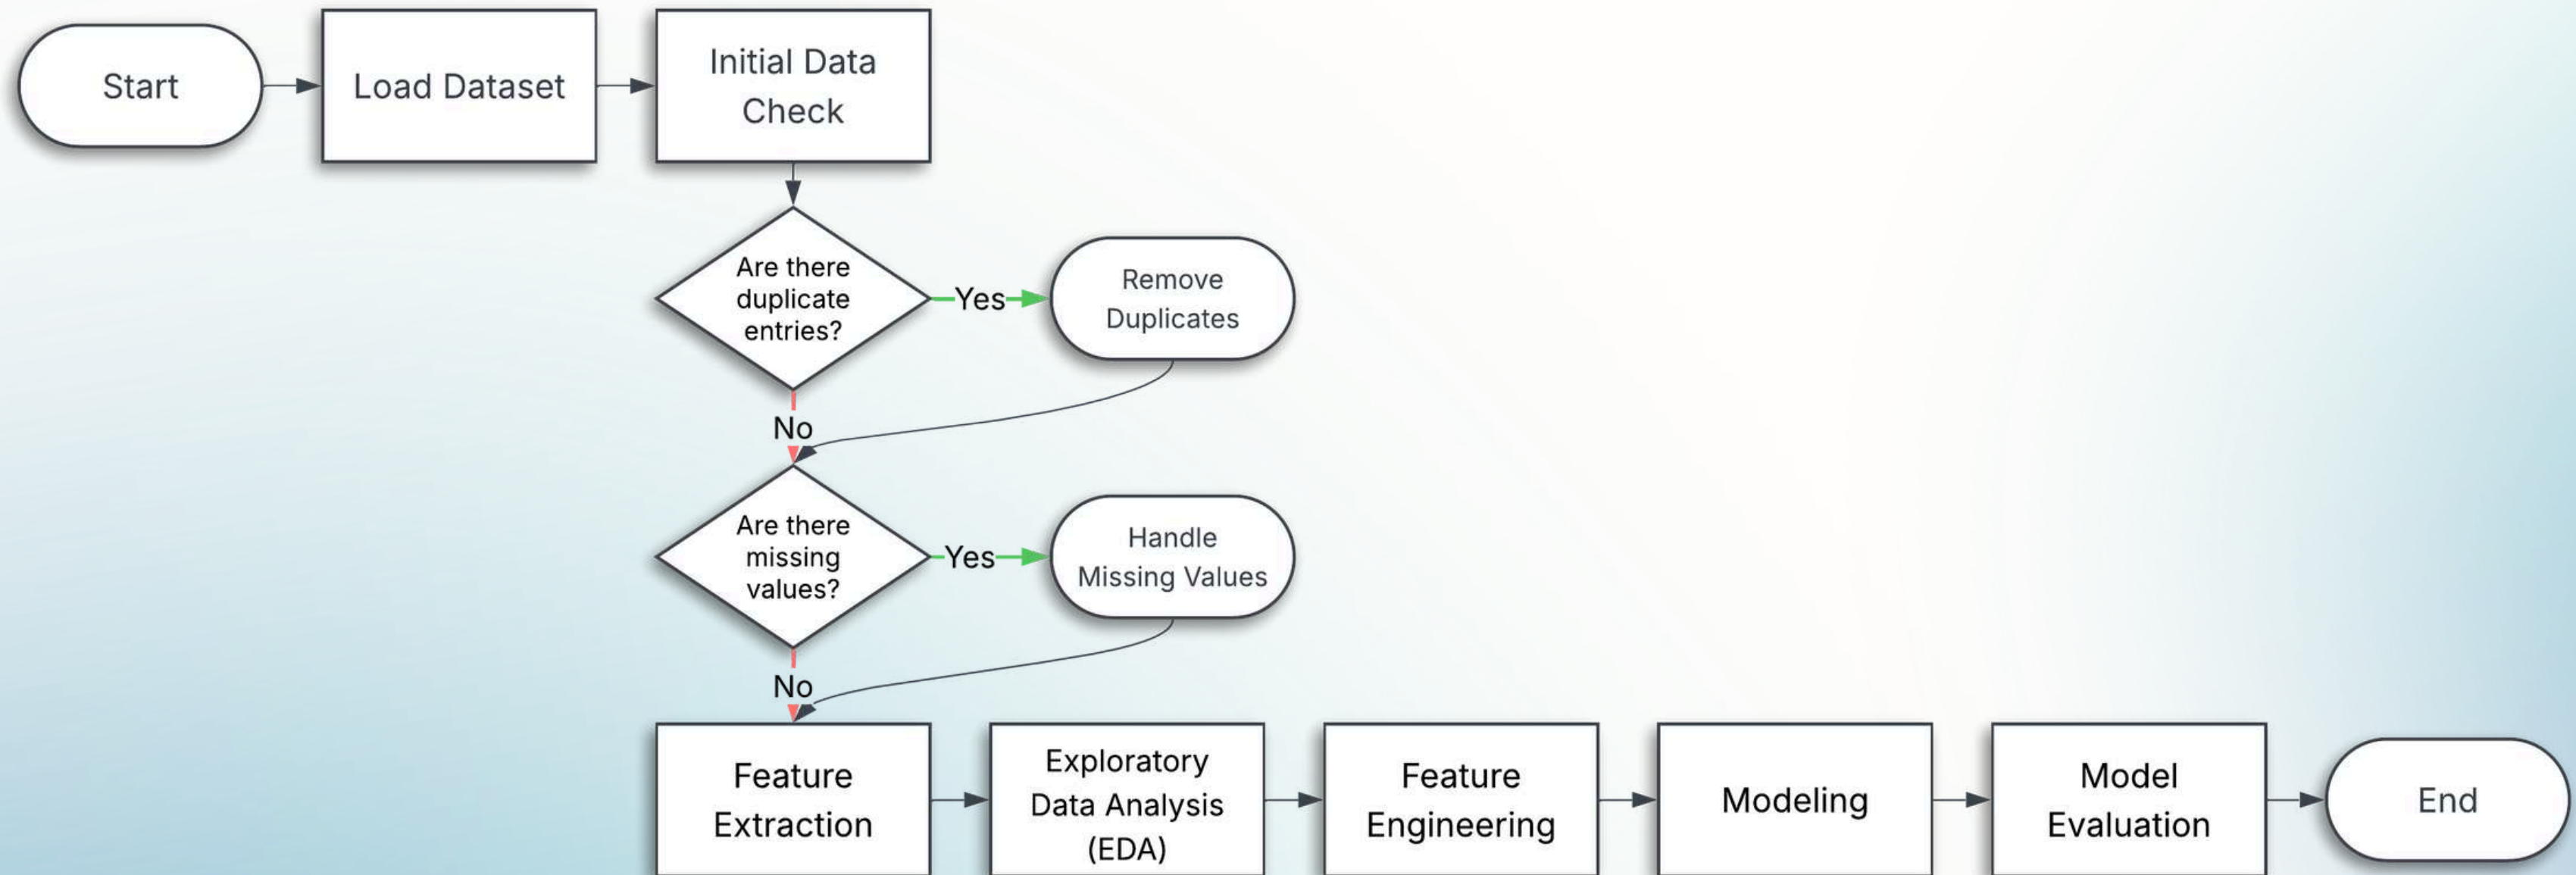 Start
Load Dataset
Initial Data
Check
Are there
duplicate
entries?
Yes
Remove
Duplicates
No
Are there
missing
values?
Yes
Handle
Missing Values
No
Feature
Extraction
Exploratory
Data Analysis
(EDA)
Feature
Engineering
Modeling
Model
Evaluation
End